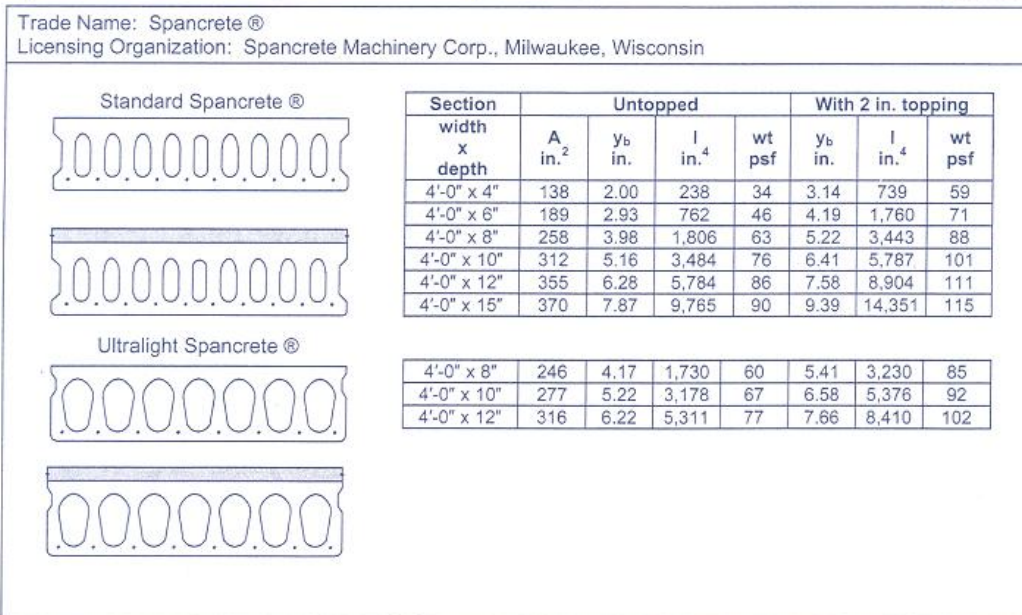 Trade Name: Spancrete ®
Licensing Organization: Spancrete Machinery Corp., Milwaukee, Wisconsin
Standard Spancrete ®
Section Untopped With 2 in. topping
width x depth A in.² yb in. I in.⁴ wt psf yb in. I in.⁴ wt psf
4'-0" x 4" 138 2.00 238 34 3.14 739 59
4'-0" x 6" 189 2.93 762 46 4.19 1,760 71
4'-0" x 8" 258 3.98 1,806 63 5.22 3,443 88
4'-0" x 10" 312 5.16 3,484 76 6.41 5,787 101
4'-0" x 12" 355 6.28 5,784 86 7.58 8,904 111
4'-0" x 15" 370 7.87 9,765 90 9.39 14,351 115
Ultralight Spancrete ®
4'-0" x 8" 246 4.17 1,730 60 5.41 3,230 85
4'-0" x 10" 277 5.22 3,178 67 6.58 5,376 92
4'-0" x 12" 316 6.22 5,311 77 7.66 8,410 102